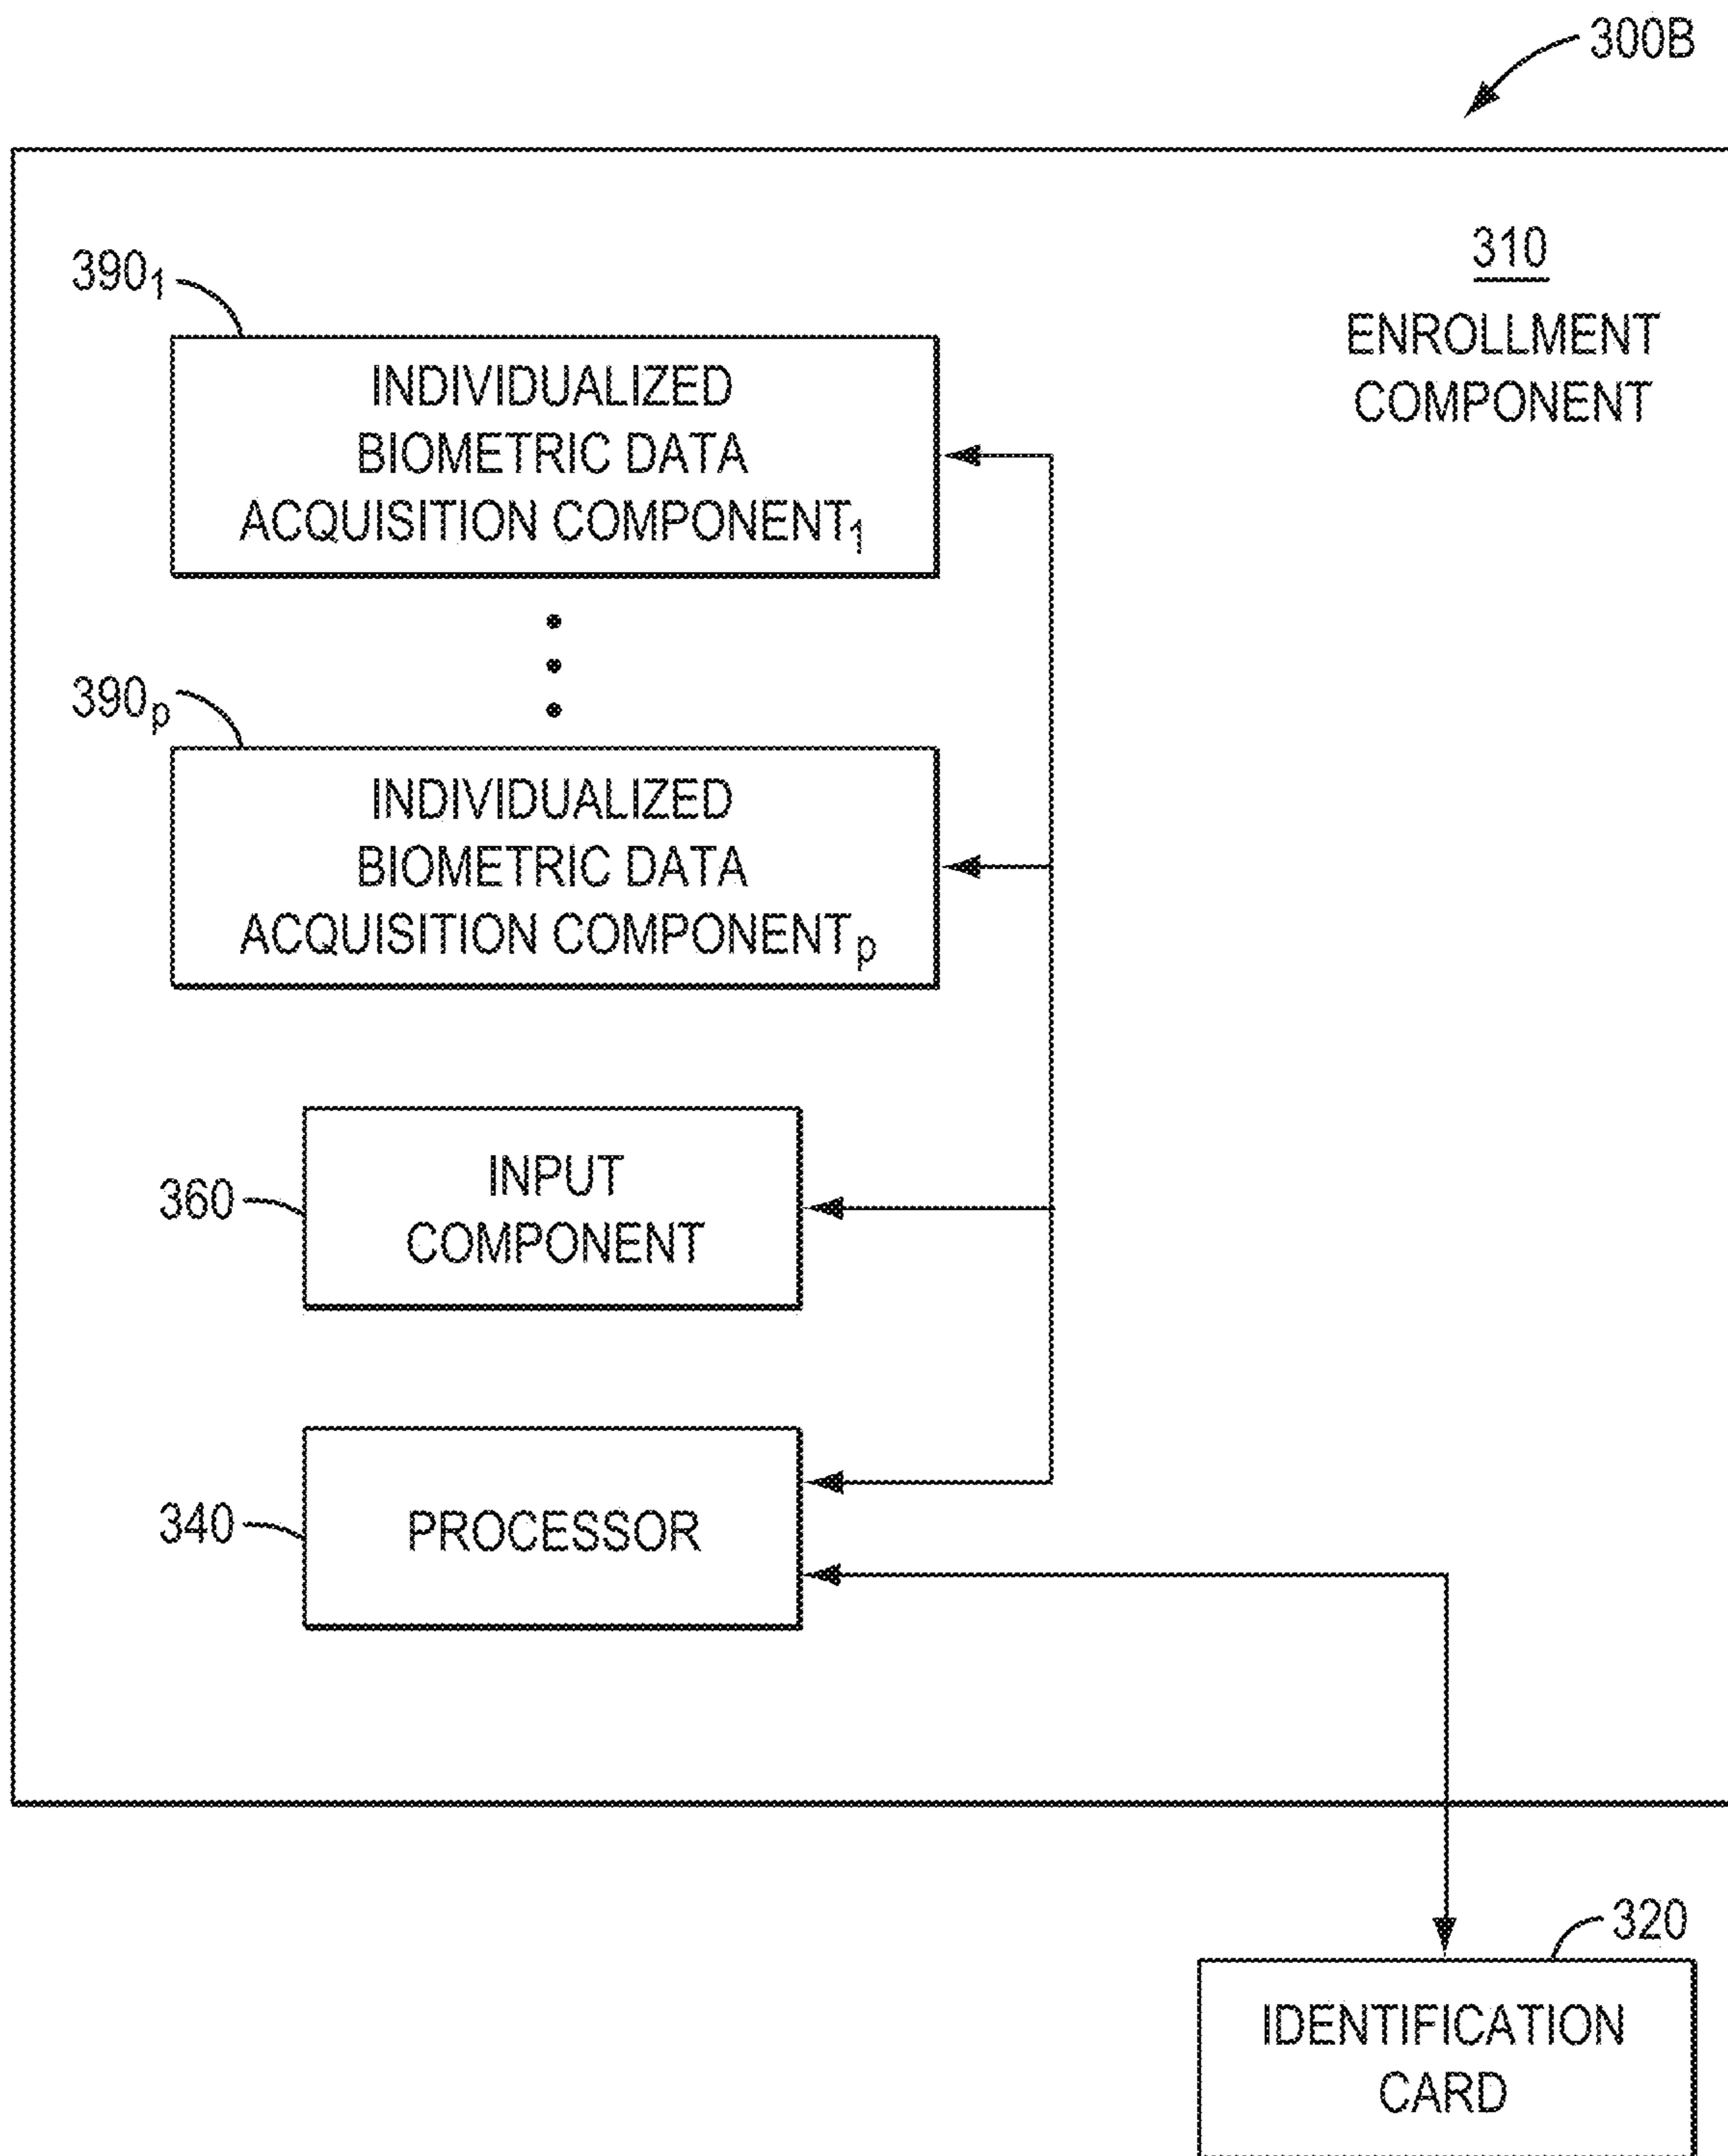 300B
310
ENROLLMENT
COMPONENT
390₁
INDIVIDUALIZED
BIOMETRIC DATA
ACQUISITION COMPONENT₁
390ₚ
INDIVIDUALIZED
BIOMETRIC DATA
ACQUISITION COMPONENTₚ
360
INPUT
COMPONENT
340
PROCESSOR
320
IDENTIFICATION
CARD